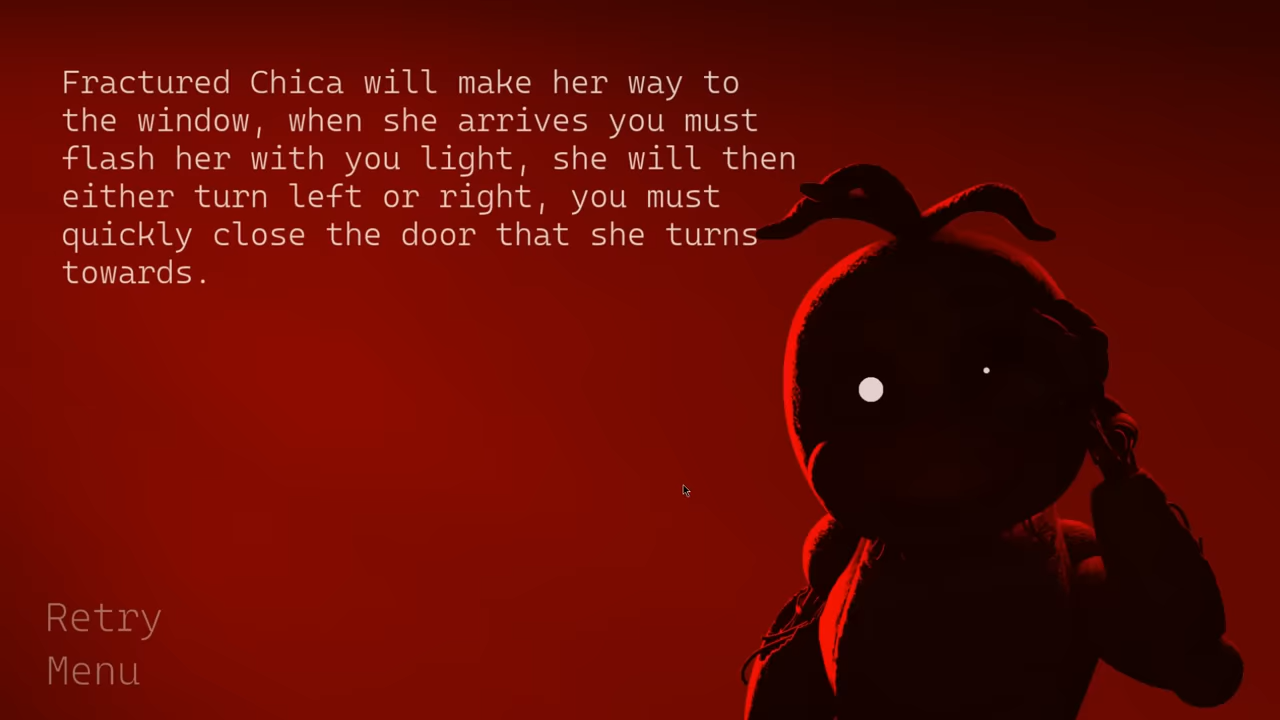 Fractured Chica will make her way to
the window, when she arrives you must
flash her with you light, she will then
either turn left or right, you must
quickly close the door that she turns
towards.
Retry
Menu